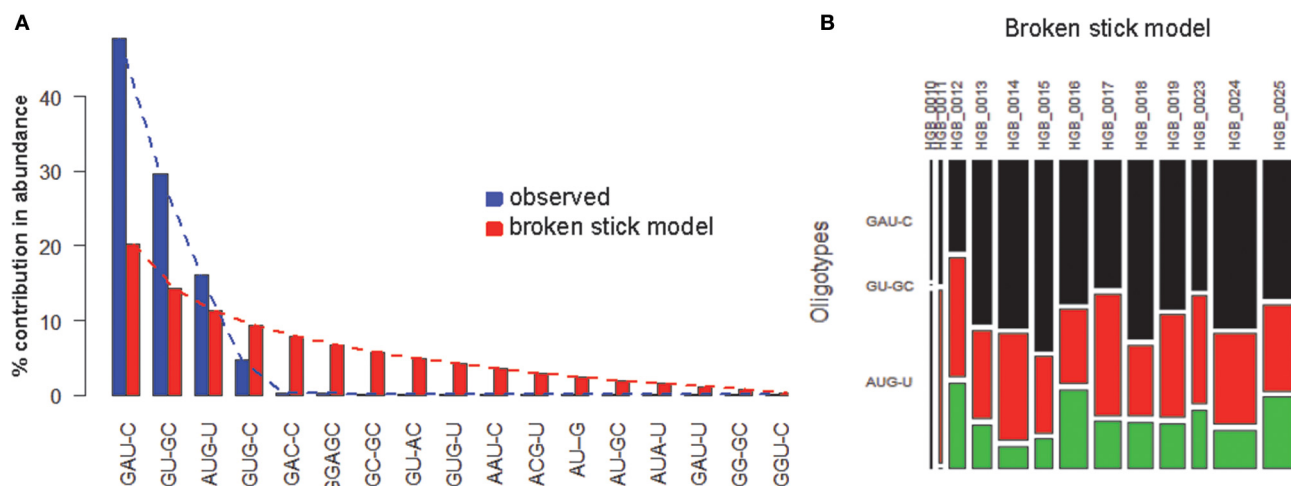 A
% contribution in abundance
40
30
20
10
0
observed
broken stick model
GAU-C
GU-GC
AUG-U
GUG-C
GAC-C
GGAGC
GC-GC
GU-AC
GUG-U
AAU-C
ACG-U
AU--G
AU-GC
AUA-U
GAU-U
GG-GC
GGU-C
B
Broken stick model
HGB_0010
HGB_0011
HGB_0012
HGB_0013
HGB_0014
HGB_0015
HGB_0016
HGB_0017
HGB_0018
HGB_0019
HGB_0023
HGB_0024
HGB_0025
Oligotypes
GAU-C
GU-GC
AUG-U